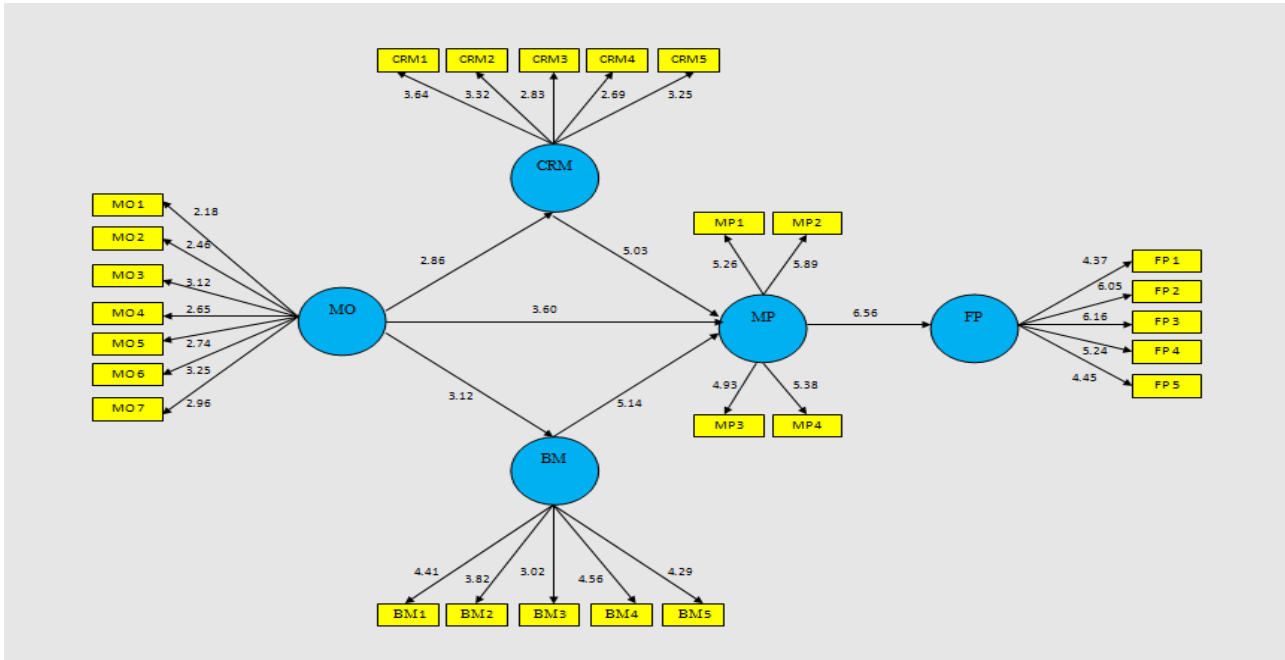 CRM1 CRM2 CRM3 CRM4 CRM5
3.64 3.32 2.83 2.69 3.25
CRM
MO1
MO2
MO3
MO4
MO5
MO6
MO7
2.18
2.46
3.12
2.65
2.74
3.25
2.96
MO
2.86
3.60
3.12
5.03
5.14
MP1 MP2
5.26 5.89
MP
4.93 5.38
MP3 MP4
6.56
FP
4.37
6.05
6.16
5.24
4.45
FP1
FP2
FP3
FP4
FP5
BM
4.41 3.82 3.02 4.56 4.29
BM1 BM2 BM3 BM4 BM5